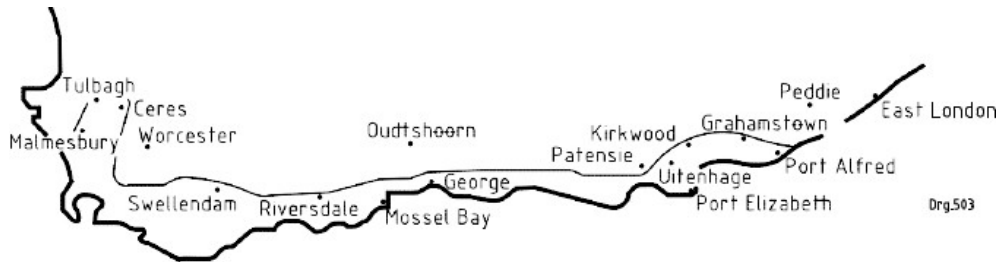 Tulbagh
Ceres
Malmesbury
Worcester
Oudtshoorn
Kirkwood
Patensie
Grahamstown
Peddie
East London
Swellendam
Riversdale
George
Mossel Bay
Uitenhage
Port Alfred
Port Elizabeth
Drg.503